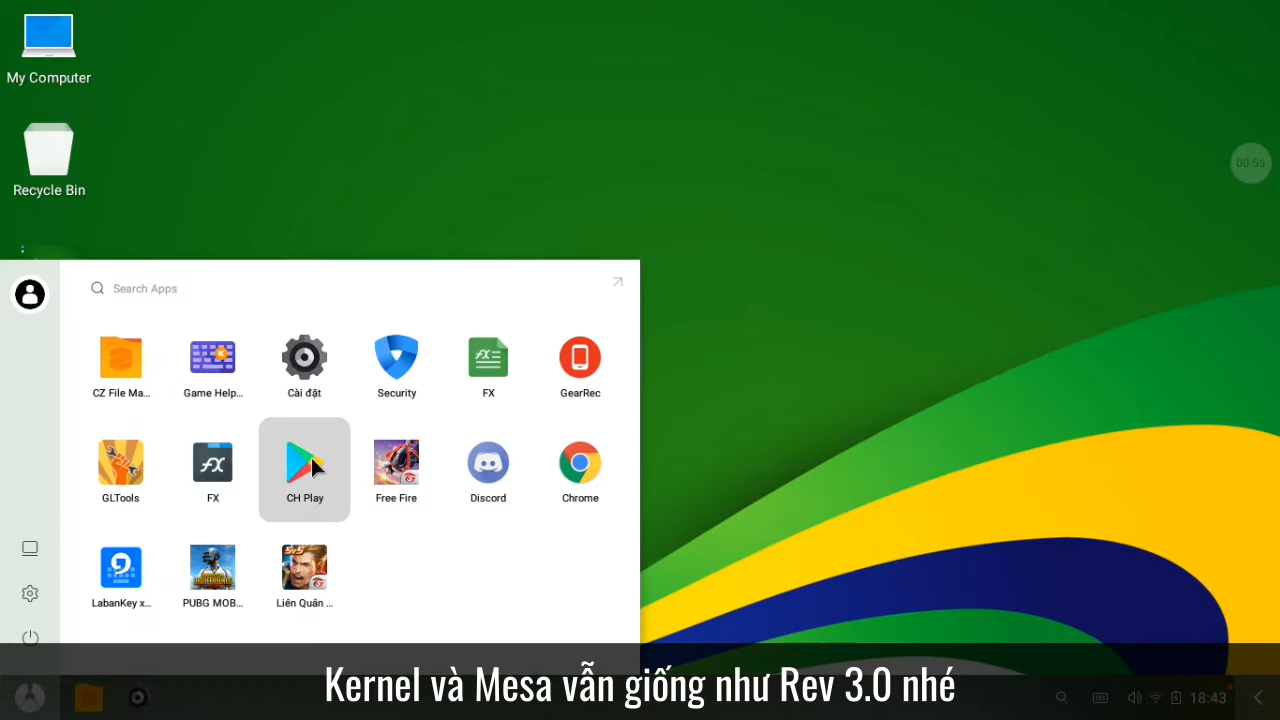 My Computer
Recycle Bin
00:55
Search Apps
CZ File Ma...
Game Help...
Cài đặt
Security
FX
GearRec
GLTools
FX
CH Play
Free Fire
Discord
Chrome
LabanKey x...
PUBG MOB...
Liên Quân ...
Kernel và Mesa vẫn giống như Rev 3.0 nhé
18:43